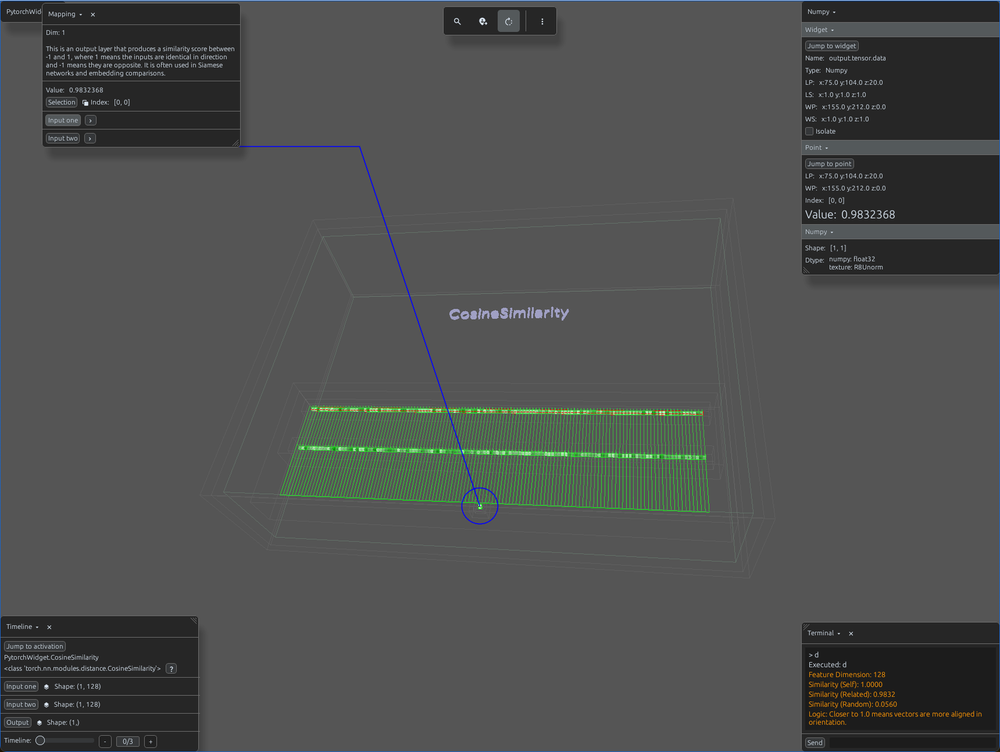 PytorchWid
Mapping
Dim: 1
This is an output layer that produces a similarity score between
-1 and 1, where 1 means the inputs are identical in direction
and -1 means they are opposite. It is often used in Siamese
networks and embedding comparisons.
Value: 0.9832368
Selection Index: [0, 0]
Input one
Input two
Numpy
Widget
Jump to widget
Name: output.tensor.data
Type: Numpy
LP: x:75.0 y:104.0 z:20.0
LS: x:1.0 y:1.0 z:1.0
WP: x:155.0 y:212.0 z:0.0
WS: x:1.0 y:1.0 z:1.0
Isolate
Point
Jump to point
LP: x:75.0 y:104.0 z:20.0
WP: x:155.0 y:212.0 z:0.0
Index: [0, 0]
Value: 0.9832368
Numpy
Shape: [1, 1]
Dtype: numpy: float32
texture: R8Unorm
CosineSimilarity
Timeline
Jump to activation
PytorchWidget.CosineSimilarity
<class 'torch.nn.modules.distance.CosineSimilarity'> ?
Input one Shape: (1, 128)
Input two Shape: (1, 128)
Output Shape: (1,)
Timeline: - 0/3 +
Terminal
> d
Executed: d
Feature Dimension: 128
Similarity (Self): 1.0000
Similarity (Related): 0.9832
Similarity (Random): 0.0560
Logic: Closer to 1.0 means vectors are more aligned in
orientation.
Send